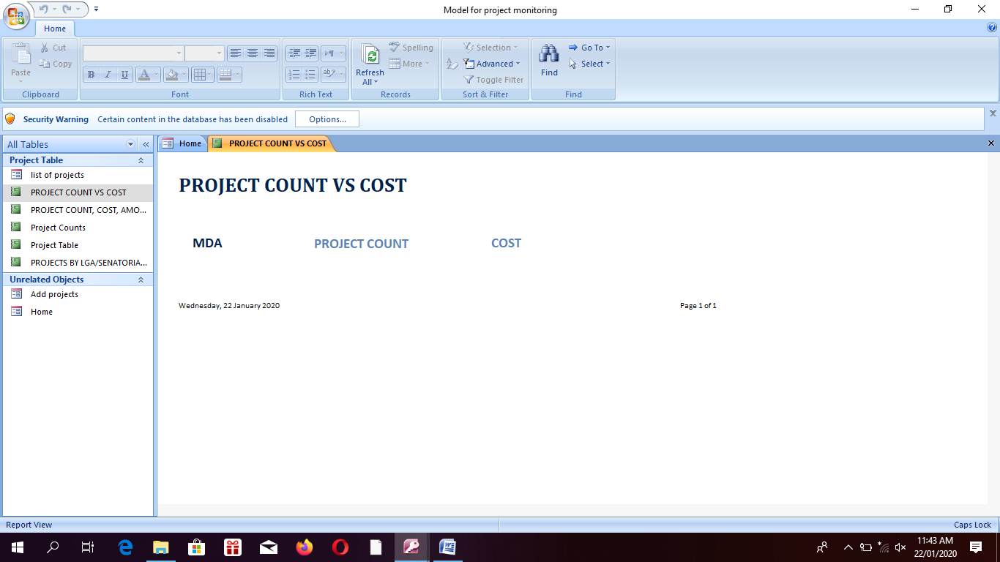 Model for project monitoring
Home
Cut
Copy
Paste
Clipboard
B I U A
Font
Rich Text
Refresh All
ABC Spelling
More
Records
Selection
Advanced
Toggle Filter
Sort & Filter
Find
Go To
Select
Find
Security Warning Certain content in the database has been disabled Options...
All Tables
Project Table
list of projects
PROJECT COUNT VS COST
PROJECT COUNT, COST, AMO...
Project Counts
Project Table
PROJECTS BY LGA/SENATORIA...
Unrelated Objects
Add projects
Home
Home PROJECT COUNT VS COST
PROJECT COUNT VS COST
MDA PROJECT COUNT COST
Wednesday, 22 January 2020 Page 1 of 1
Report View Caps Lock
11:43 AM
22/01/2020